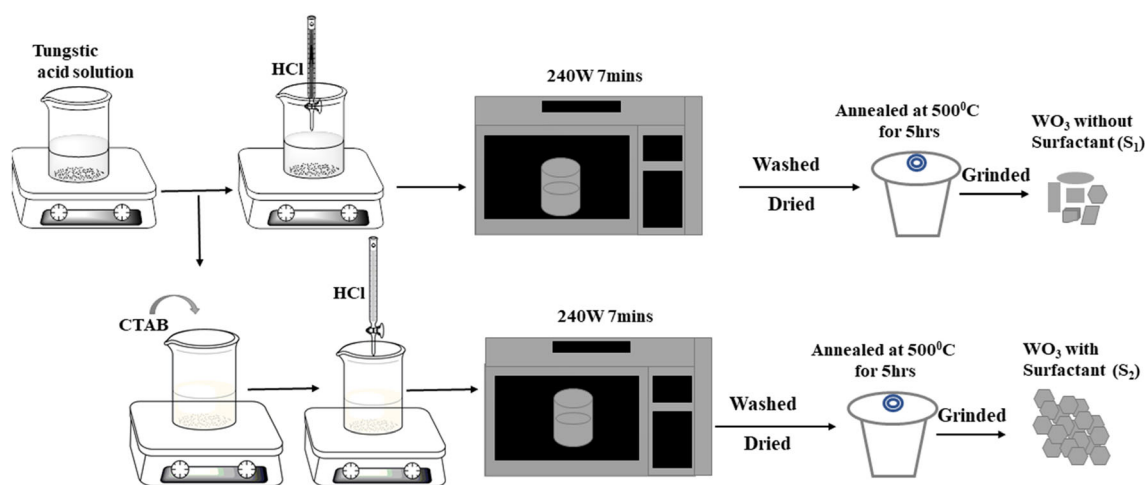 Tungstic
acid solution
HCl
240W 7mins
Washed
Dried
Annealed at 500⁰C
for 5hrs
Grinded
WO₃ without
Surfactant (S₁)
CTAB
HCl
240W 7mins
Washed
Dried
Annealed at 500⁰C
for 5hrs
Grinded
WO₃ with
Surfactant (S₂)